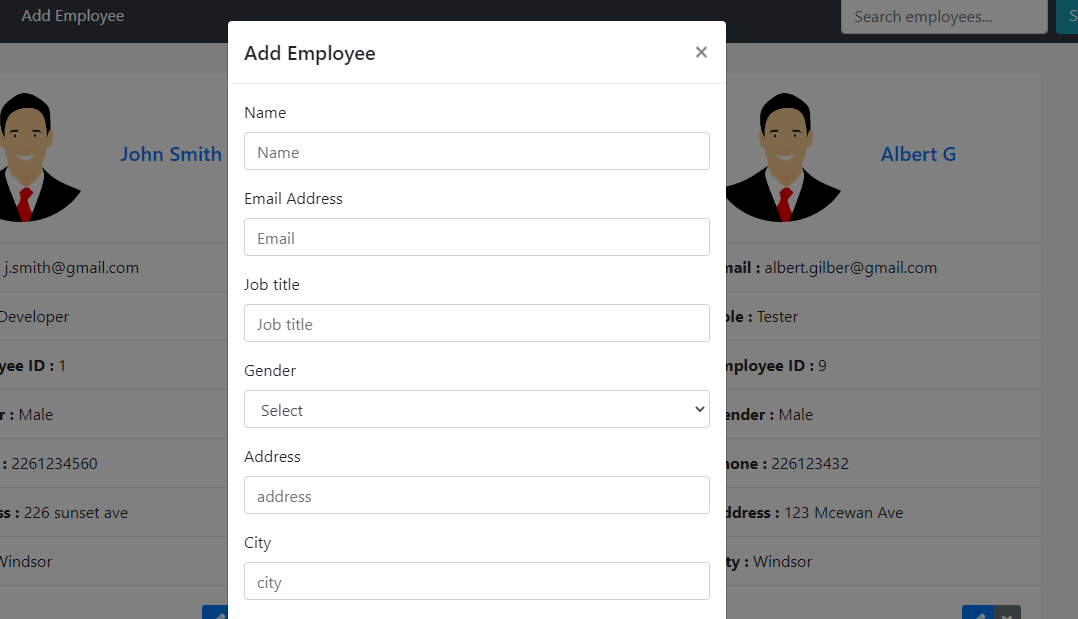 Add Employee
Search employees...
S
Add Employee
×
Name
Name
Email Address
Email
Job title
Job title
Gender
Select
Address
address
City
city
John Smith
j.smith@gmail.com
Developer
yee ID : 1
r : Male
: 2261234560
ss : 226 sunset ave
Windsor
Albert G
mail : albert.gilber@gmail.com
ole : Tester
mployee ID : 9
ender : Male
hone : 226123432
ddress : 123 Mcewan Ave
ty : Windsor